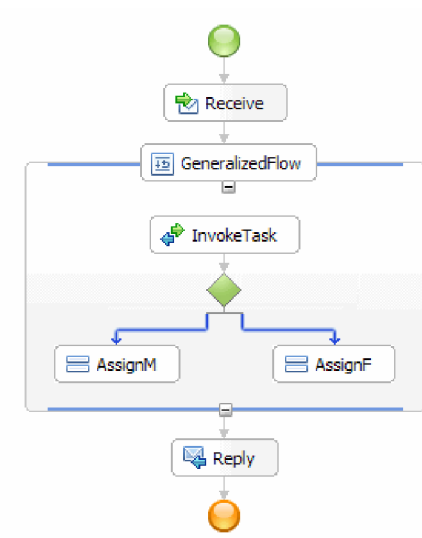 Receive
GeneralizedFlow
InvokeTask
AssignM
AssignF
Reply